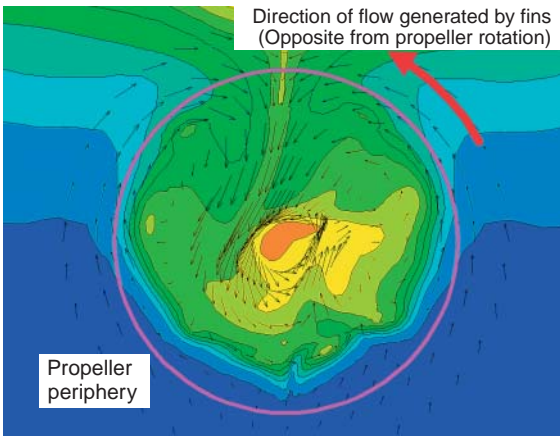 Direction of flow generated by fins
(Opposite from propeller rotation)
Propeller
periphery